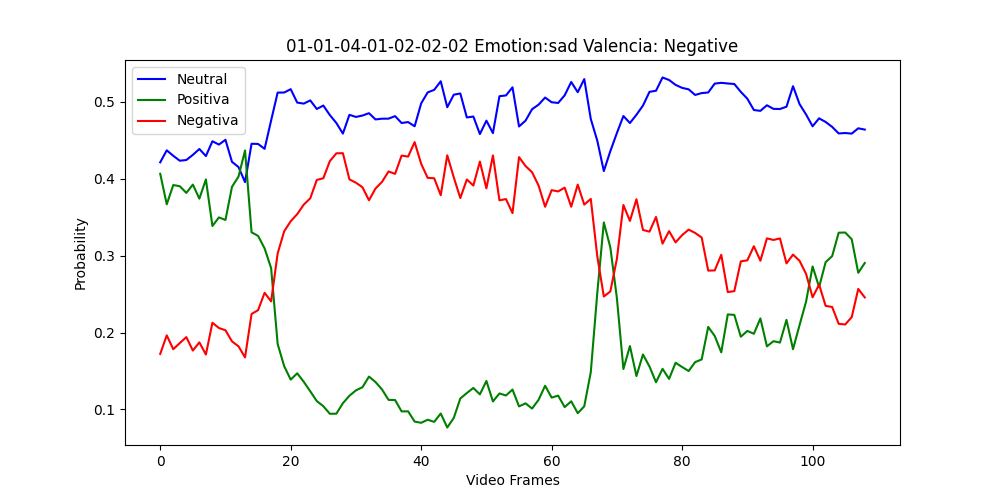 01-01-04-01-02-02-02 Emotion:sad Valencia: Negative
Neutral
Positiva
Negativa
Probability
0.5
0.4
0.3
0.2
0.1
0 20 40 60 80 100
Video Frames